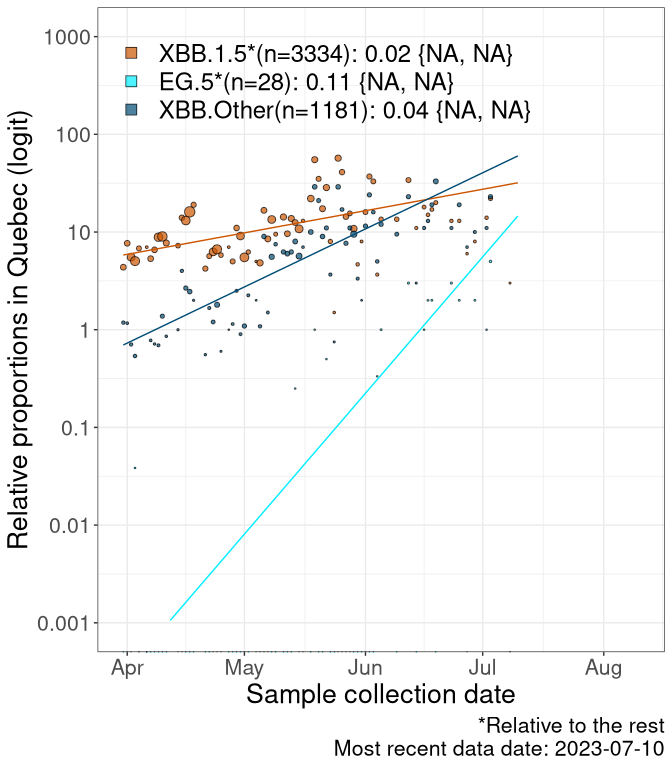 1000
100
10
1
0.1
0.01
0.001
Relative proportions in Quebec (logit)
XBB.1.5*(n=3334): 0.02 {NA, NA}
EG.5*(n=28): 0.11 {NA, NA}
XBB.Other(n=1181): 0.04 {NA, NA}
Apr May Jun Jul Aug
Sample collection date
*Relative to the rest
Most recent data date: 2023-07-10